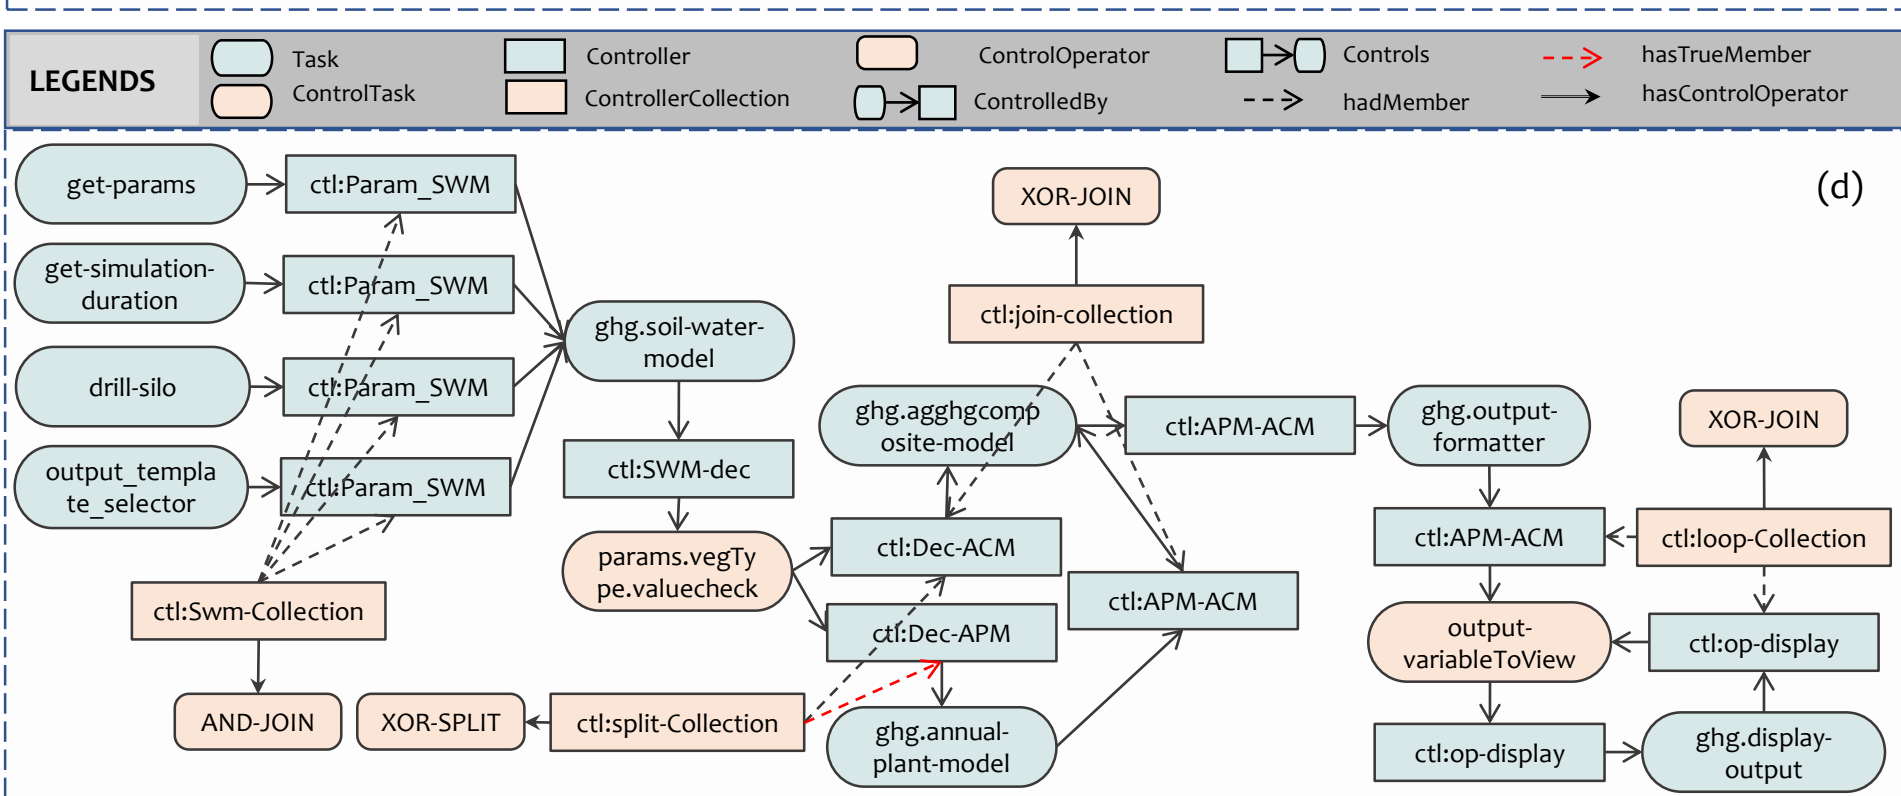 LEGENDS
Task
ControlTask
Controller
ControllerCollection
ControlOperator
ControlledBy
Controls
hadMember
hasTrueMember
hasControlOperator
(d)
get-params
ctl:Param_SWM
get-simulation-
duration
ctl:Param_SWM
drill-silo
ctl:Param_SWM
output_templa
te_selector
ctl:Param_SWM
ctl:Swm-Collection
AND-JOIN
XOR-SPLIT
ctl:split-Collection
ghg.soil-water-
model
ctl:SWM-dec
params.vegTy
pe.valuecheck
ctl:Dec-ACM
ctl:Dec-APM
ghg.annual-
plant-model
ghg.agghgcomp
osite-model
XOR-JOIN
ctl:join-collection
ctl:APM-ACM
ctl:APM-ACM
ghg.output-
formatter
XOR-JOIN
ctl:APM-ACM
ctl:loop-Collection
output-
variableToView
ctl:op-display
ctl:op-display
ghg.display-
output